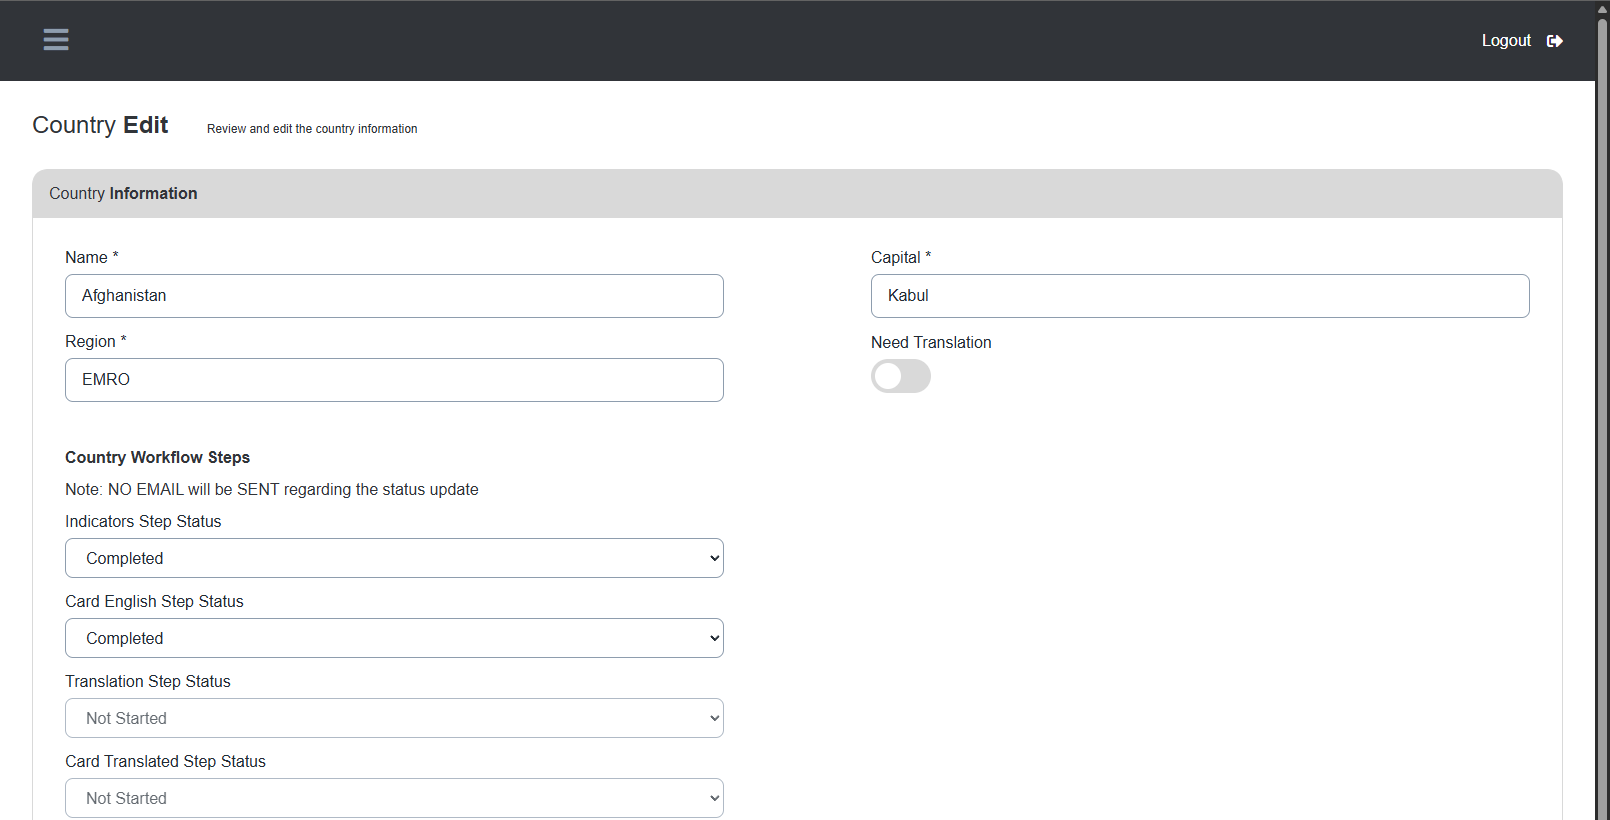 Logout
Country Edit
Review and edit the country information
Country Information
Name *
Afghanistan
Capital *
Kabul
Region *
EMRO
Need Translation
Country Workflow Steps
Note: NO EMAIL will be SENT regarding the status update
Indicators Step Status
Completed
Card English Step Status
Completed
Translation Step Status
Not Started
Card Translated Step Status
Not Started